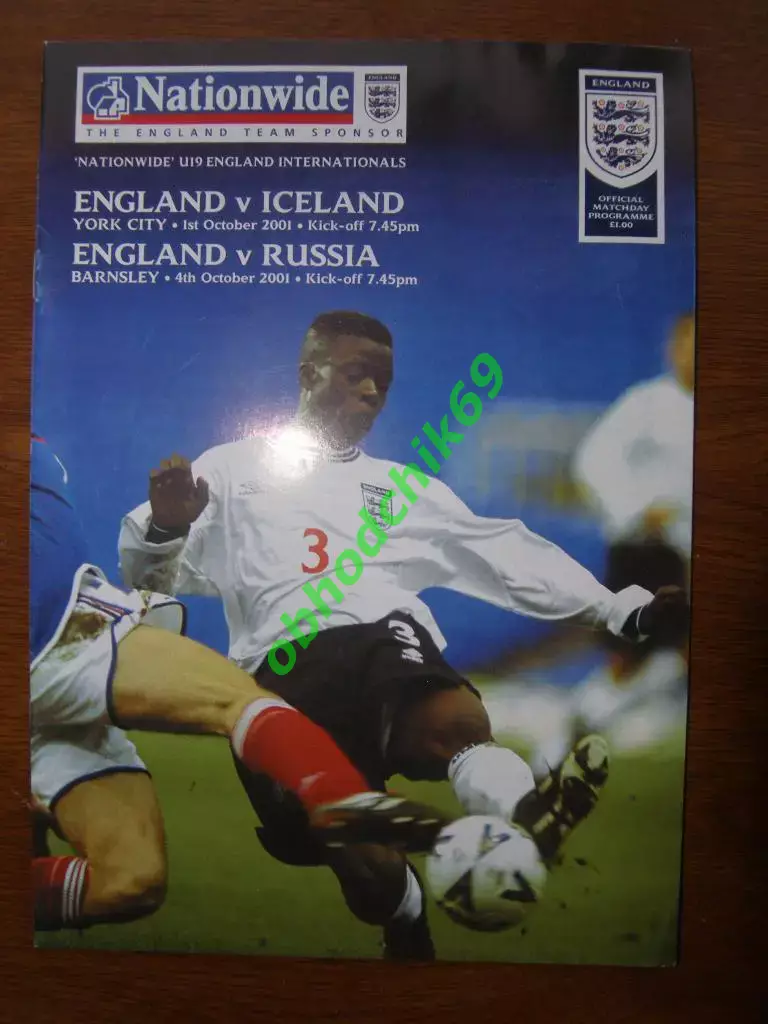 Nationwide
THE ENGLAND TEAM SPONSOR
ENGLAND
'NATIONWIDE' U19 ENGLAND INTERNATIONALS
ENGLAND v ICELAND
YORK CITY • 1st October 2001 • Kick-off 7.45pm
ENGLAND v RUSSIA
BARNSLEY • 4th October 2001 • Kick-off 7.45pm
ENGLAND
OFFICIAL
MATCHDAY
PROGRAMME
£1.00
ENGLAND
3
3
obhodchik69